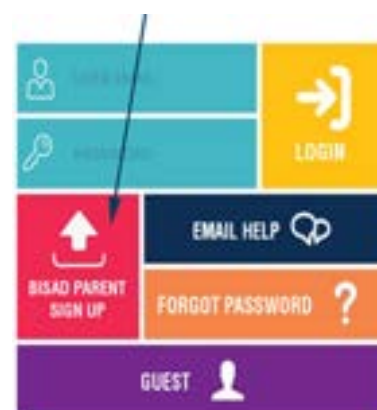 LOGIN
EMAIL HELP
BISAD PARENT
SIGN UP
FORGOT PASSWORD ?
GUEST